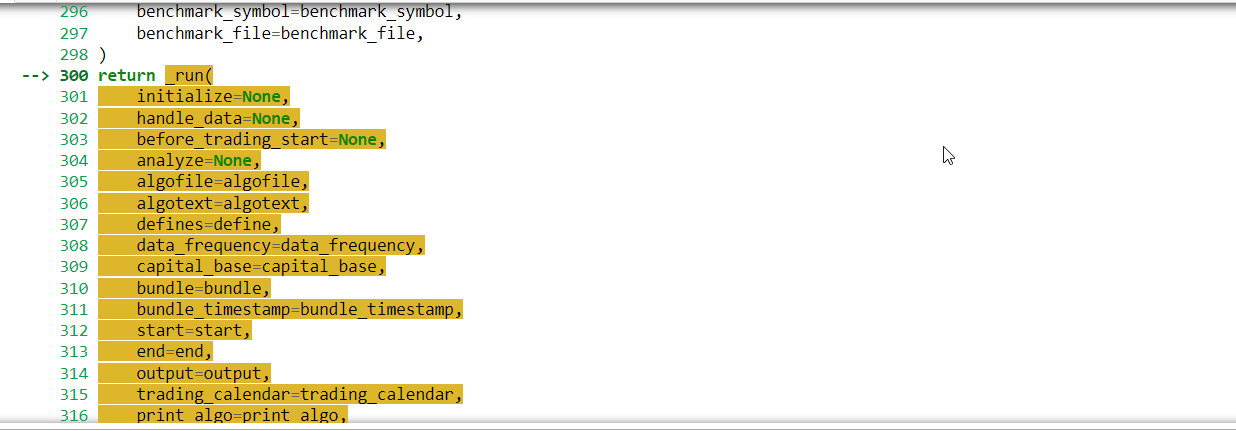 296     benchmark_symbol=benchmark_symbol,
297     benchmark_file=benchmark_file,
298 )
--> 300 return _run(
301     initialize=None,
302     handle_data=None,
303     before_trading_start=None,
304     analyze=None,
305     algofile=algofile,
306     algotext=algotext,
307     defines=define,
308     data_frequency=data_frequency,
309     capital_base=capital_base,
310     bundle=bundle,
311     bundle_timestamp=bundle_timestamp,
312     start=start,
313     end=end,
314     output=output,
315     trading_calendar=trading_calendar,
316     print_algo=print_algo,